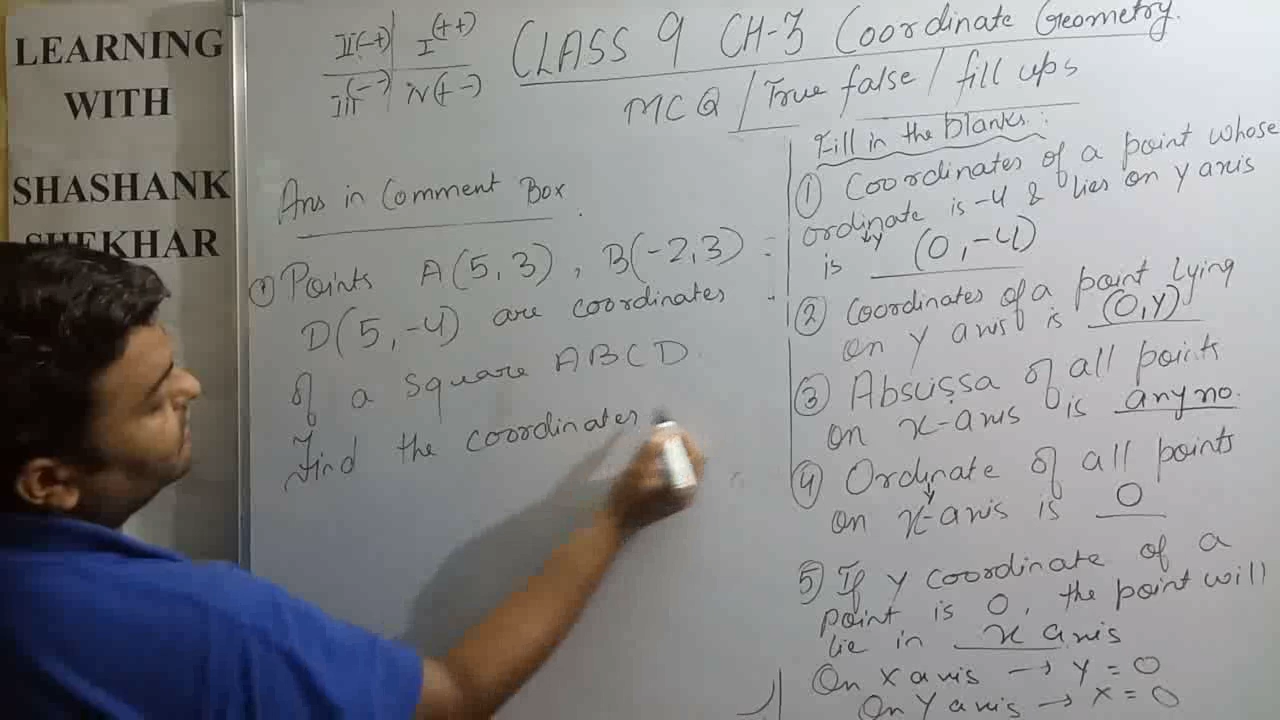 LEARNING
WITH
SHASHANK
SHEKHAR
II(-+) I(++)
III(--) IV(+-)
CLASS 9 CH-3 Coordinate Geometry.
MCQ / True false / fill ups
Ans in Comment Box.
① Points A(5,3), B(-2,3)
D(5,-4) are coordinates
of a square ABCD.
Find the coordinates
Fill in the blanks:
① Coordinates of a point whose
ordinate is -4 & lies on y axis
y
is (0,-4)
② Coordinates of a point lying
on y axis is (0,y)
③ Abscissa of all points
on x-axis is any no.
④ Ordinate of all points
y
on x-axis is 0
⑤ If y coordinate of a
point is 0, the point will
lie in x axis
On x axis → y = 0
On y axis → x = 0